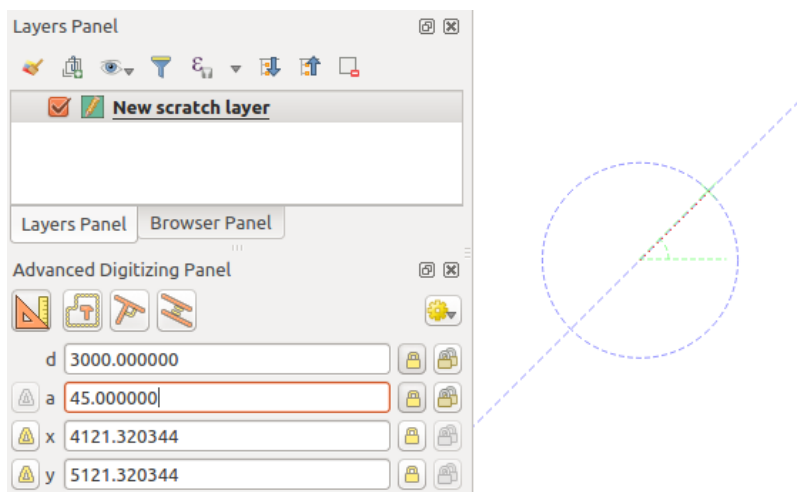 Layers Panel
New scratch layer
Layers Panel Browser Panel
Advanced Digitizing Panel
d 3000.000000
a 45.000000
x 4121.320344
y 5121.320344